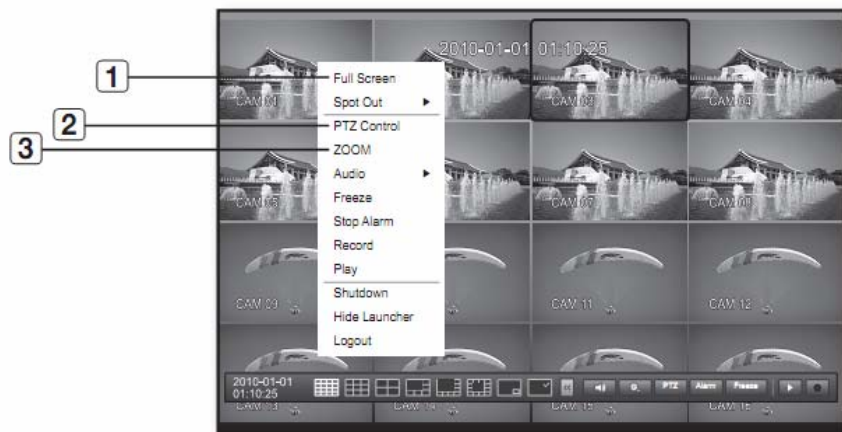 2010-01-01 01:10:25
1
Full Screen
CAM 01
CAM 03
CAM 04
Spot Out
2
PTZ Control
3
ZOOM
Audio
CAM 05
CAM 07
CAM 08
Freeze
Stop Alarm
Record
Play
Shutdown
CAM 09
CAM 11
CAM 12
Hide Launcher
Logout
2010-01-01
01:10:25
PTZ
Alarm
Freeze
CAM 13
CAM 14
CAM 15
CAM 16